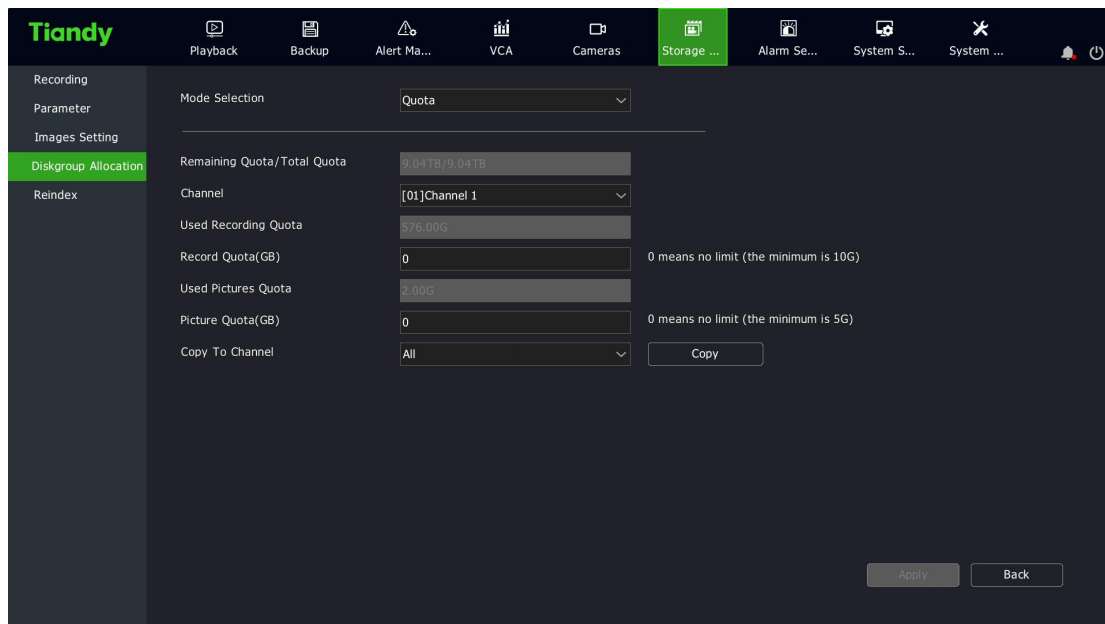 Tiandy
Playback
Backup
Alert Ma...
VCA
Cameras
Storage ...
Alarm Se...
System S...
System ...
Recording
Parameter
Images Setting
Diskgroup Allocation
Reindex
Mode Selection Quota
Remaining Quota/Total Quota 9.04TB/9.04TB
Channel [01]Channel 1
Used Recording Quota 576.00G
Record Quota(GB) 0 0 means no limit (the minimum is 10G)
Used Pictures Quota 2.00G
Picture Quota(GB) 0 0 means no limit (the minimum is 5G)
Copy To Channel All Copy
Apply Back